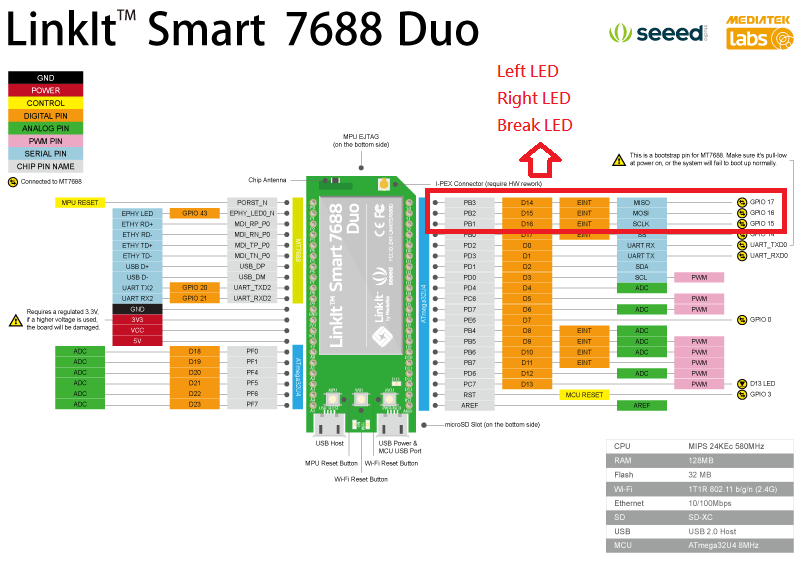 LinkIt™ Smart 7688 Duo
seeed
MEDIATEK
labs
Left LED
Right LED
Break LED
GND
POWER
CONTROL
DIGITAL PIN
ANALOG PIN
PWM PIN
SERIAL PIN
CHIP PIN NAME
Connected to MT7688
MPU EJTAG
(on the bottom side)
Chip Antenna
I-PEX Connector (require HW rework)
This is a bootstrap pin for MT7688. Make sure it's pull-low
at power on, or the system will fail to boot up normally.
MPU RESET PORST_N
EPHY LED GPIO 43 EPHY_LED0_N
ETHY RD+ MDI_RP_P0
ETHY RD- MDI_RN_P0
ETHY TD+ MDI_TP_P0
ETHY TD- MDI_TN_P0
USB D+ USB_DP
USB D- USB_DM
UART TX2 GPIO 20 UART_TXD2
UART RX2 GPIO 21 UART_RXD2
GND
3V3
VCC
5V
Requires a regulated 3.3V,
if a higher voltage is used,
the board will be damaged.
ADC D18 PF0
ADC D19 PF1
ADC D20 PF4
ADC D21 PF5
ADC D22 PF6
ADC D23 PF7
MT7688
ATmega32U4
LinkIt™ Smart 7688
Duo
LinkIt
ATmega32U4
PB3 D14 EINT MISO GPIO 17
PB2 D15 EINT MOSI GPIO 16
PB1 D16 EINT SCLK GPIO 15
PB0 D17 EINT SS GPIO 14
PD2 D0 UART RX UART_TXD0
PD3 D1 UART TX UART_RXD0
PD1 D2 SDA
PD0 D3 SCL PWM
PD4 D4 ADC
PC6 D5 PWM
PD7 D6 ADC PWM
PE6 D7 GPIO 0
PB4 D8 EINT ADC
PB5 D9 EINT ADC PWM
PB6 D10 EINT ADC PWM
PB7 D11 EINT PWM
PD6 D12 ADC
PC7 D13 PWM D13 LED
RST MCU RESET GPIO 3
AREF AREF
microSD Slot (on the bottom side)
USB Host
USB Power &
MCU USB Port
MPU Reset Button
Wi-Fi Reset Button
Wi-Fi Reset Button
CPU MIPS 24KEc 580MHz
RAM 128MB
Flash 32 MB
Wi-Fi 1T1R 802.11 b/g/n (2.4G)
Ethernet 10/100Mbps
SD SD-XC
USB USB 2.0 Host
MCU ATmega32U4 8MHz